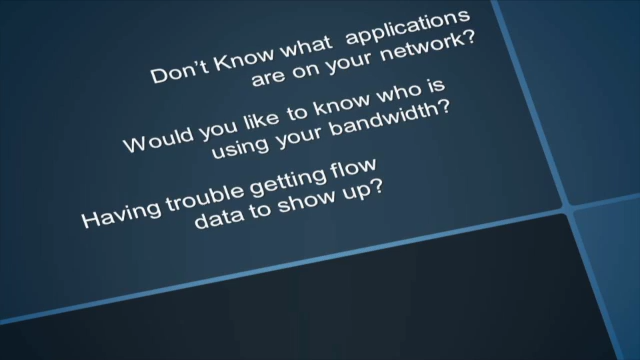 Don't Know what applications
are on your network?
Would you like to know who is
using your bandwidth?
Having trouble getting flow
data to show up?